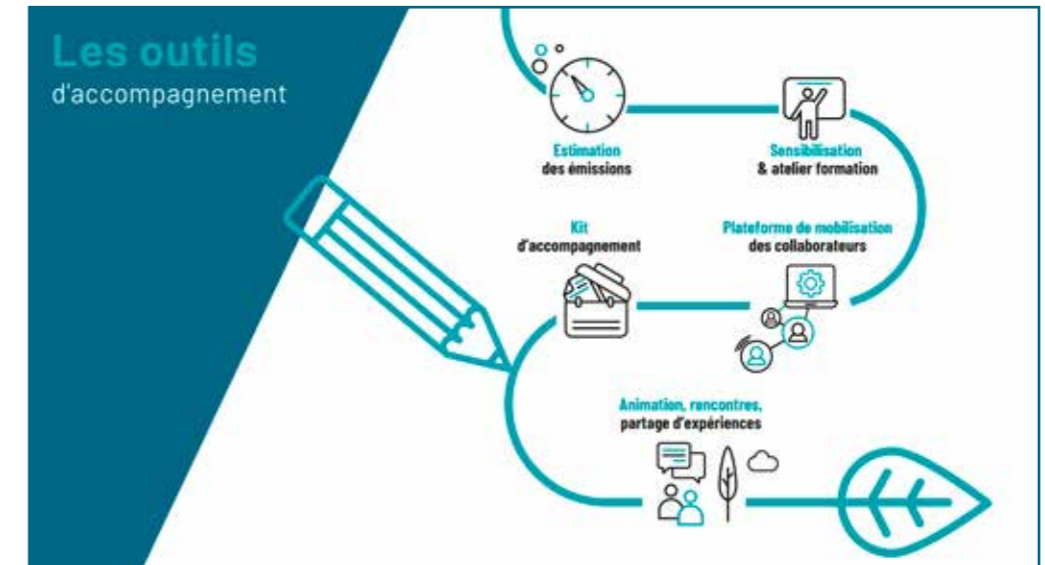 Les outils
d'accompagnement
Estimation
des émissions
Sensibilisation
& atelier formation
Plateforme de mobilisation
des collaborateurs
Kit
d'accompagnement
Animation, rencontres,
partage d'expériences